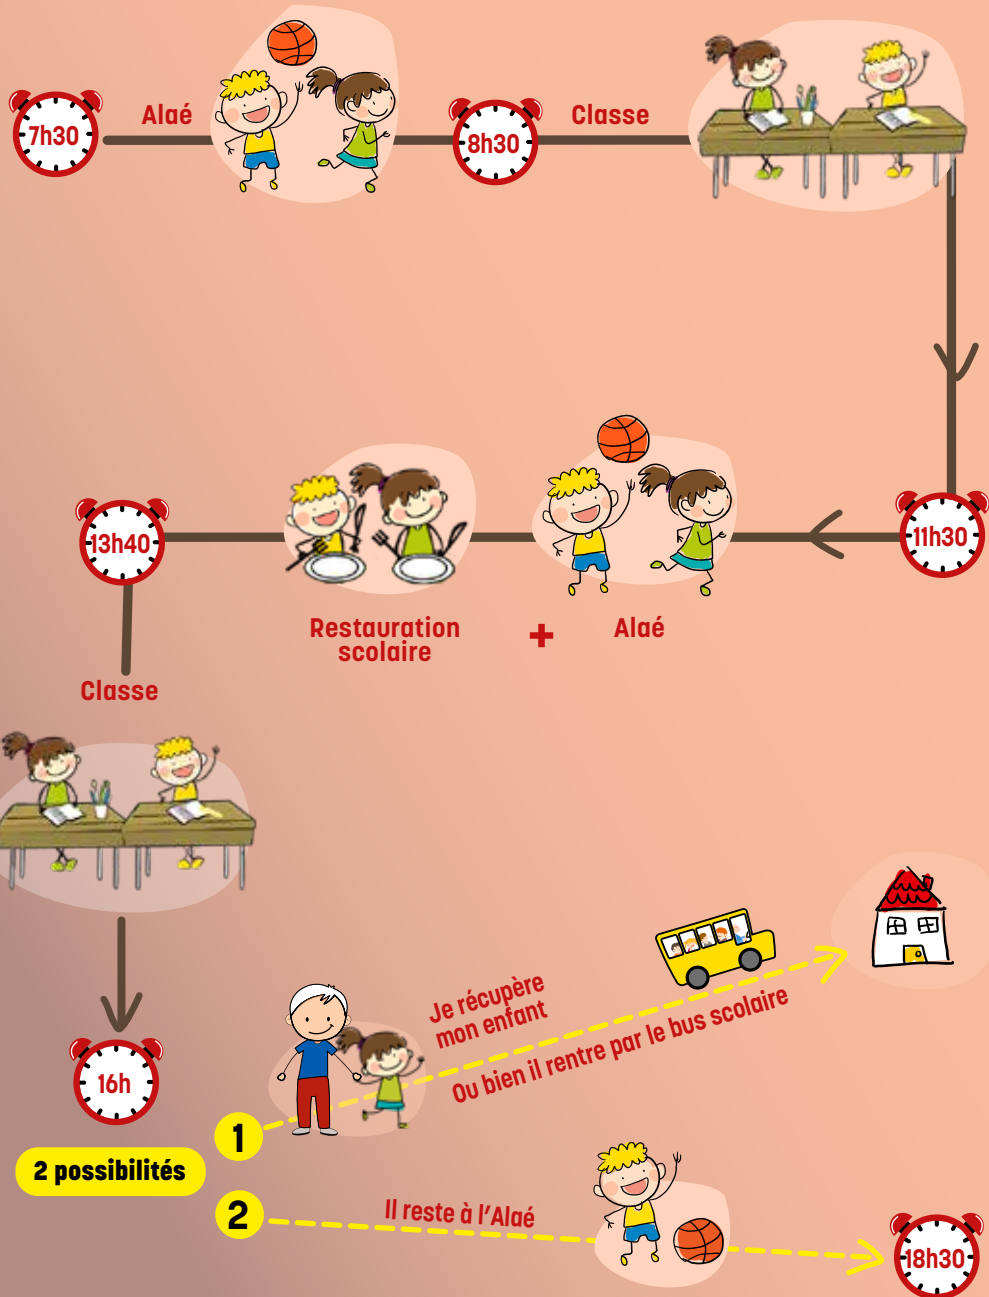 7h30
Alaé
8h30
Classe
11h30
13h40
Restauration
scolaire
+
Alaé
Classe
16h
2 possibilités
1
Je récupère
mon enfant
Ou bien il rentre par le bus scolaire
2
Il reste à l'Alaé
18h30